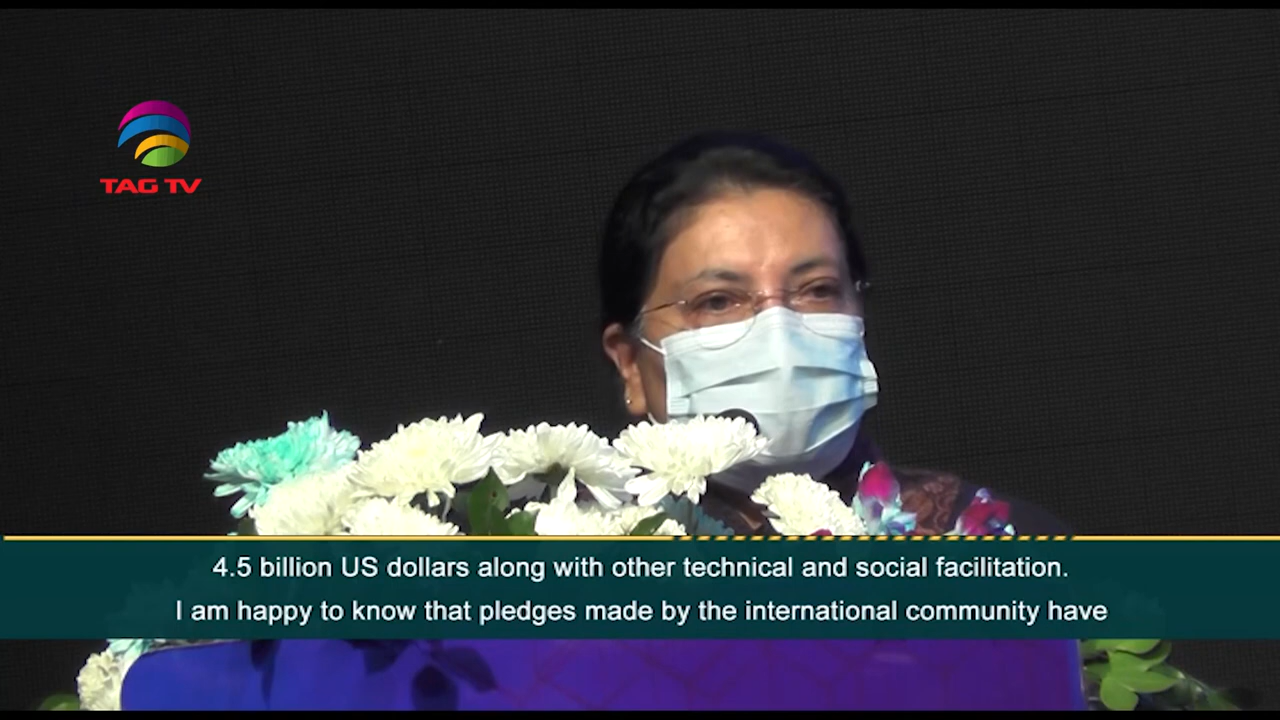 TAG TV
4.5 billion US dollars along with other technical and social facilitation.
I am happy to know that pledges made by the international community have